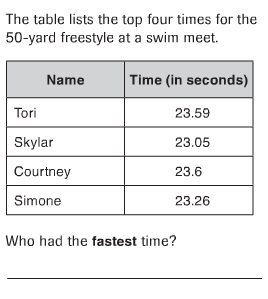 The table lists the top four times for the
50-yard freestyle at a swim meet.
Name Time (in seconds)
Tori 23.59
Skylar 23.05
Courtney 23.6
Simone 23.26
Who had the fastest time?